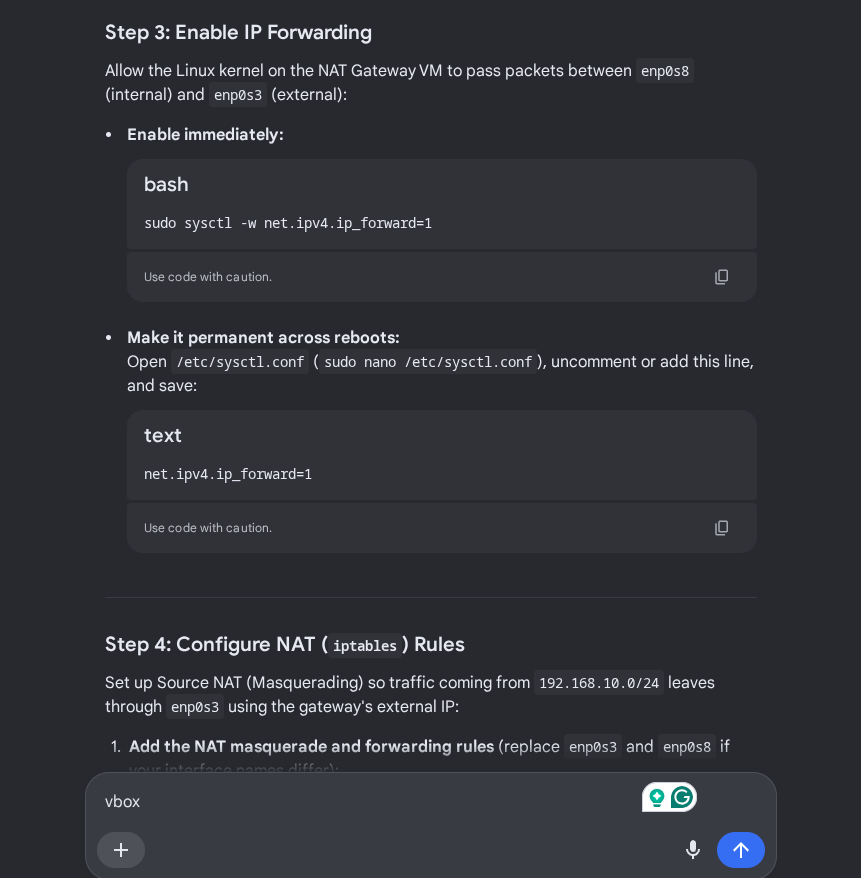 Step 3: Enable IP Forwarding
Allow the Linux kernel on the NAT Gateway VM to pass packets between enp0s8
(internal) and enp0s3 (external):
• Enable immediately:
bash
sudo sysctl -w net.ipv4.ip_forward=1
Use code with caution.
• Make it permanent across reboots:
Open /etc/sysctl.conf ( sudo nano /etc/sysctl.conf ), uncomment or add this line,
and save:
text
net.ipv4.ip_forward=1
Use code with caution.
Step 4: Configure NAT ( iptables ) Rules
Set up Source NAT (Masquerading) so traffic coming from 192.168.10.0/24 leaves
through enp0s3 using the gateway's external IP:
1. Add the NAT masquerade and forwarding rules (replace enp0s3 and enp0s8 if
your interface names differ):
vbox